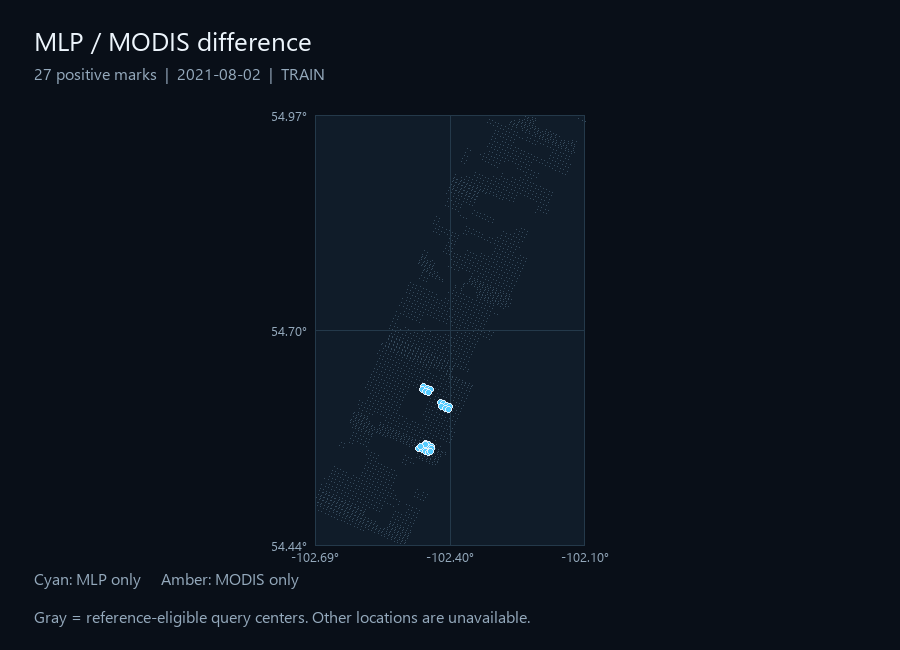 MLP / MODIS difference
27 positive marks | 2021-08-02 | TRAIN
54.97°
54.70°
54.44°
-102.69°
-102.40°
-102.10°
Cyan: MLP only Amber: MODIS only
Gray = reference-eligible query centers. Other locations are unavailable.